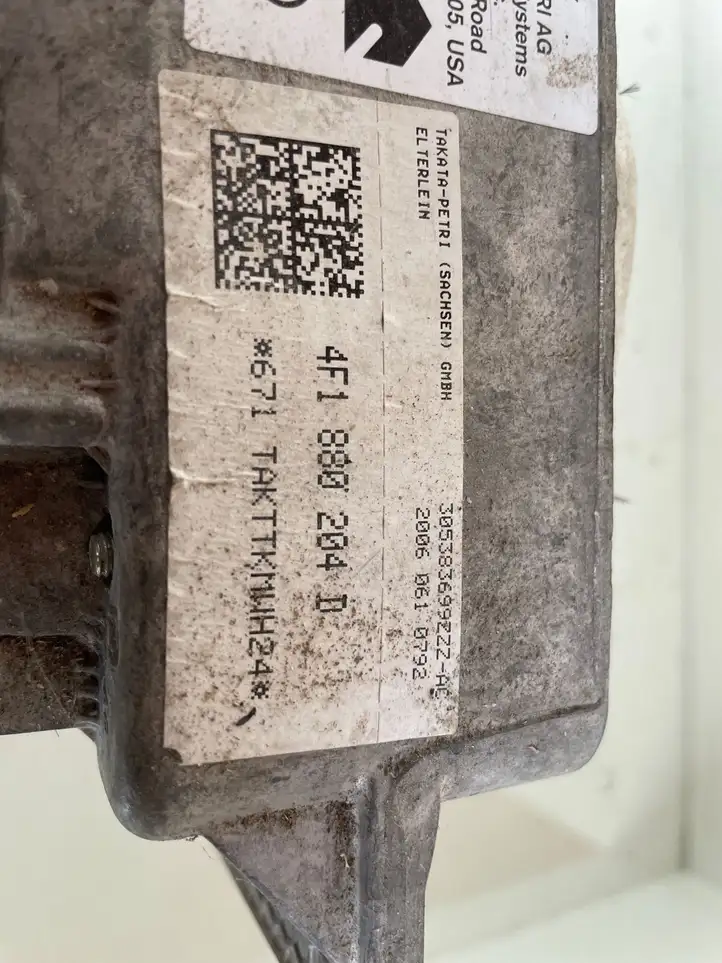 RI AG
ystems
Road
05, USA
TAKATA-PETRI (SACHSEN) GMBH
ELTERLEIN
305383699ZZZ-AC
2006 061 0792
4F1 880 204 D
*671 TAKTTKMWH24*